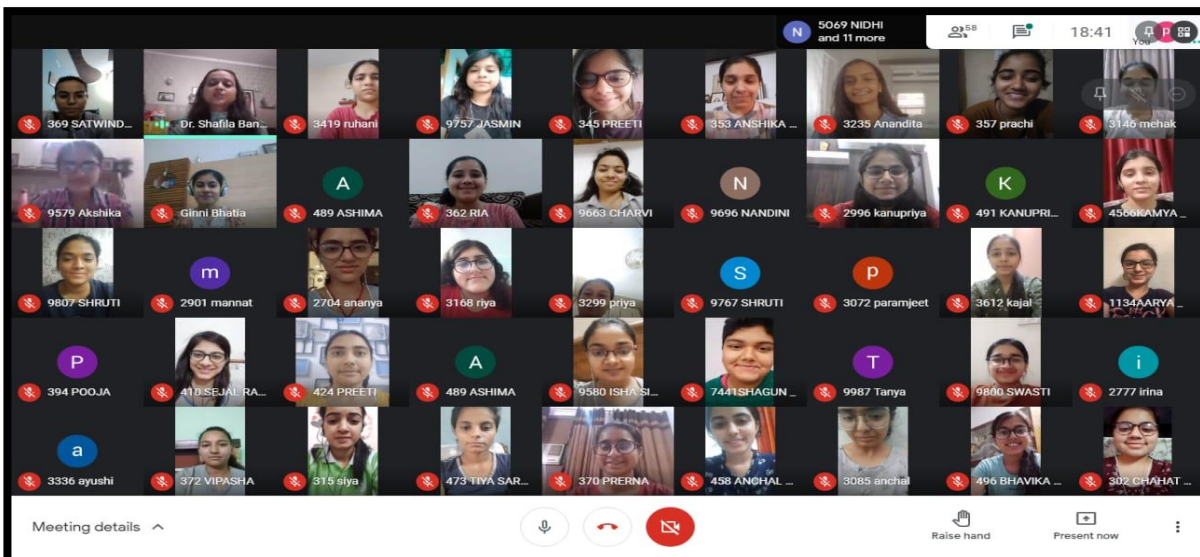 N 5069 NIDHI
and 11 more
58
18:41
P
You
369 SATWIND...
Dr. Shafila Ban...
3419 ruhani
9757 JASMIN
345 PREETI
353 ANSHIKA ...
3235 Anandita
357 prachi
3146 mehak
9579 Akshika
Ginni Bhatia
A
489 ASHIMA
362 RIA
9663 CHARVI
N
9696 NANDINI
2996 kanupriya
K
491 KANUPRI...
4566KAMYA ...
9807 SHRUTI
m
2901 mannat
2704 ananya
3168 riya
3299 priya
S
9767 SHRUTI
p
3072 paramjeet
3612 kajal
1134AARYA ...
P
394 POOJA
410 SEJAL RA...
424 PREETI
A
489 ASHIMA
9580 ISHA SI...
7441SHAGUN ...
T
9987 Tanya
9860 SWASTI
i
2777 irina
a
3336 ayushi
372 VIPASHA
315 siya
473 TIYA SAR...
370 PRERNA
458 ANCHAL ...
3085 anchal
496 BHAVIKA ...
302 CHAHAT ...
Meeting details
Raise hand
Present now